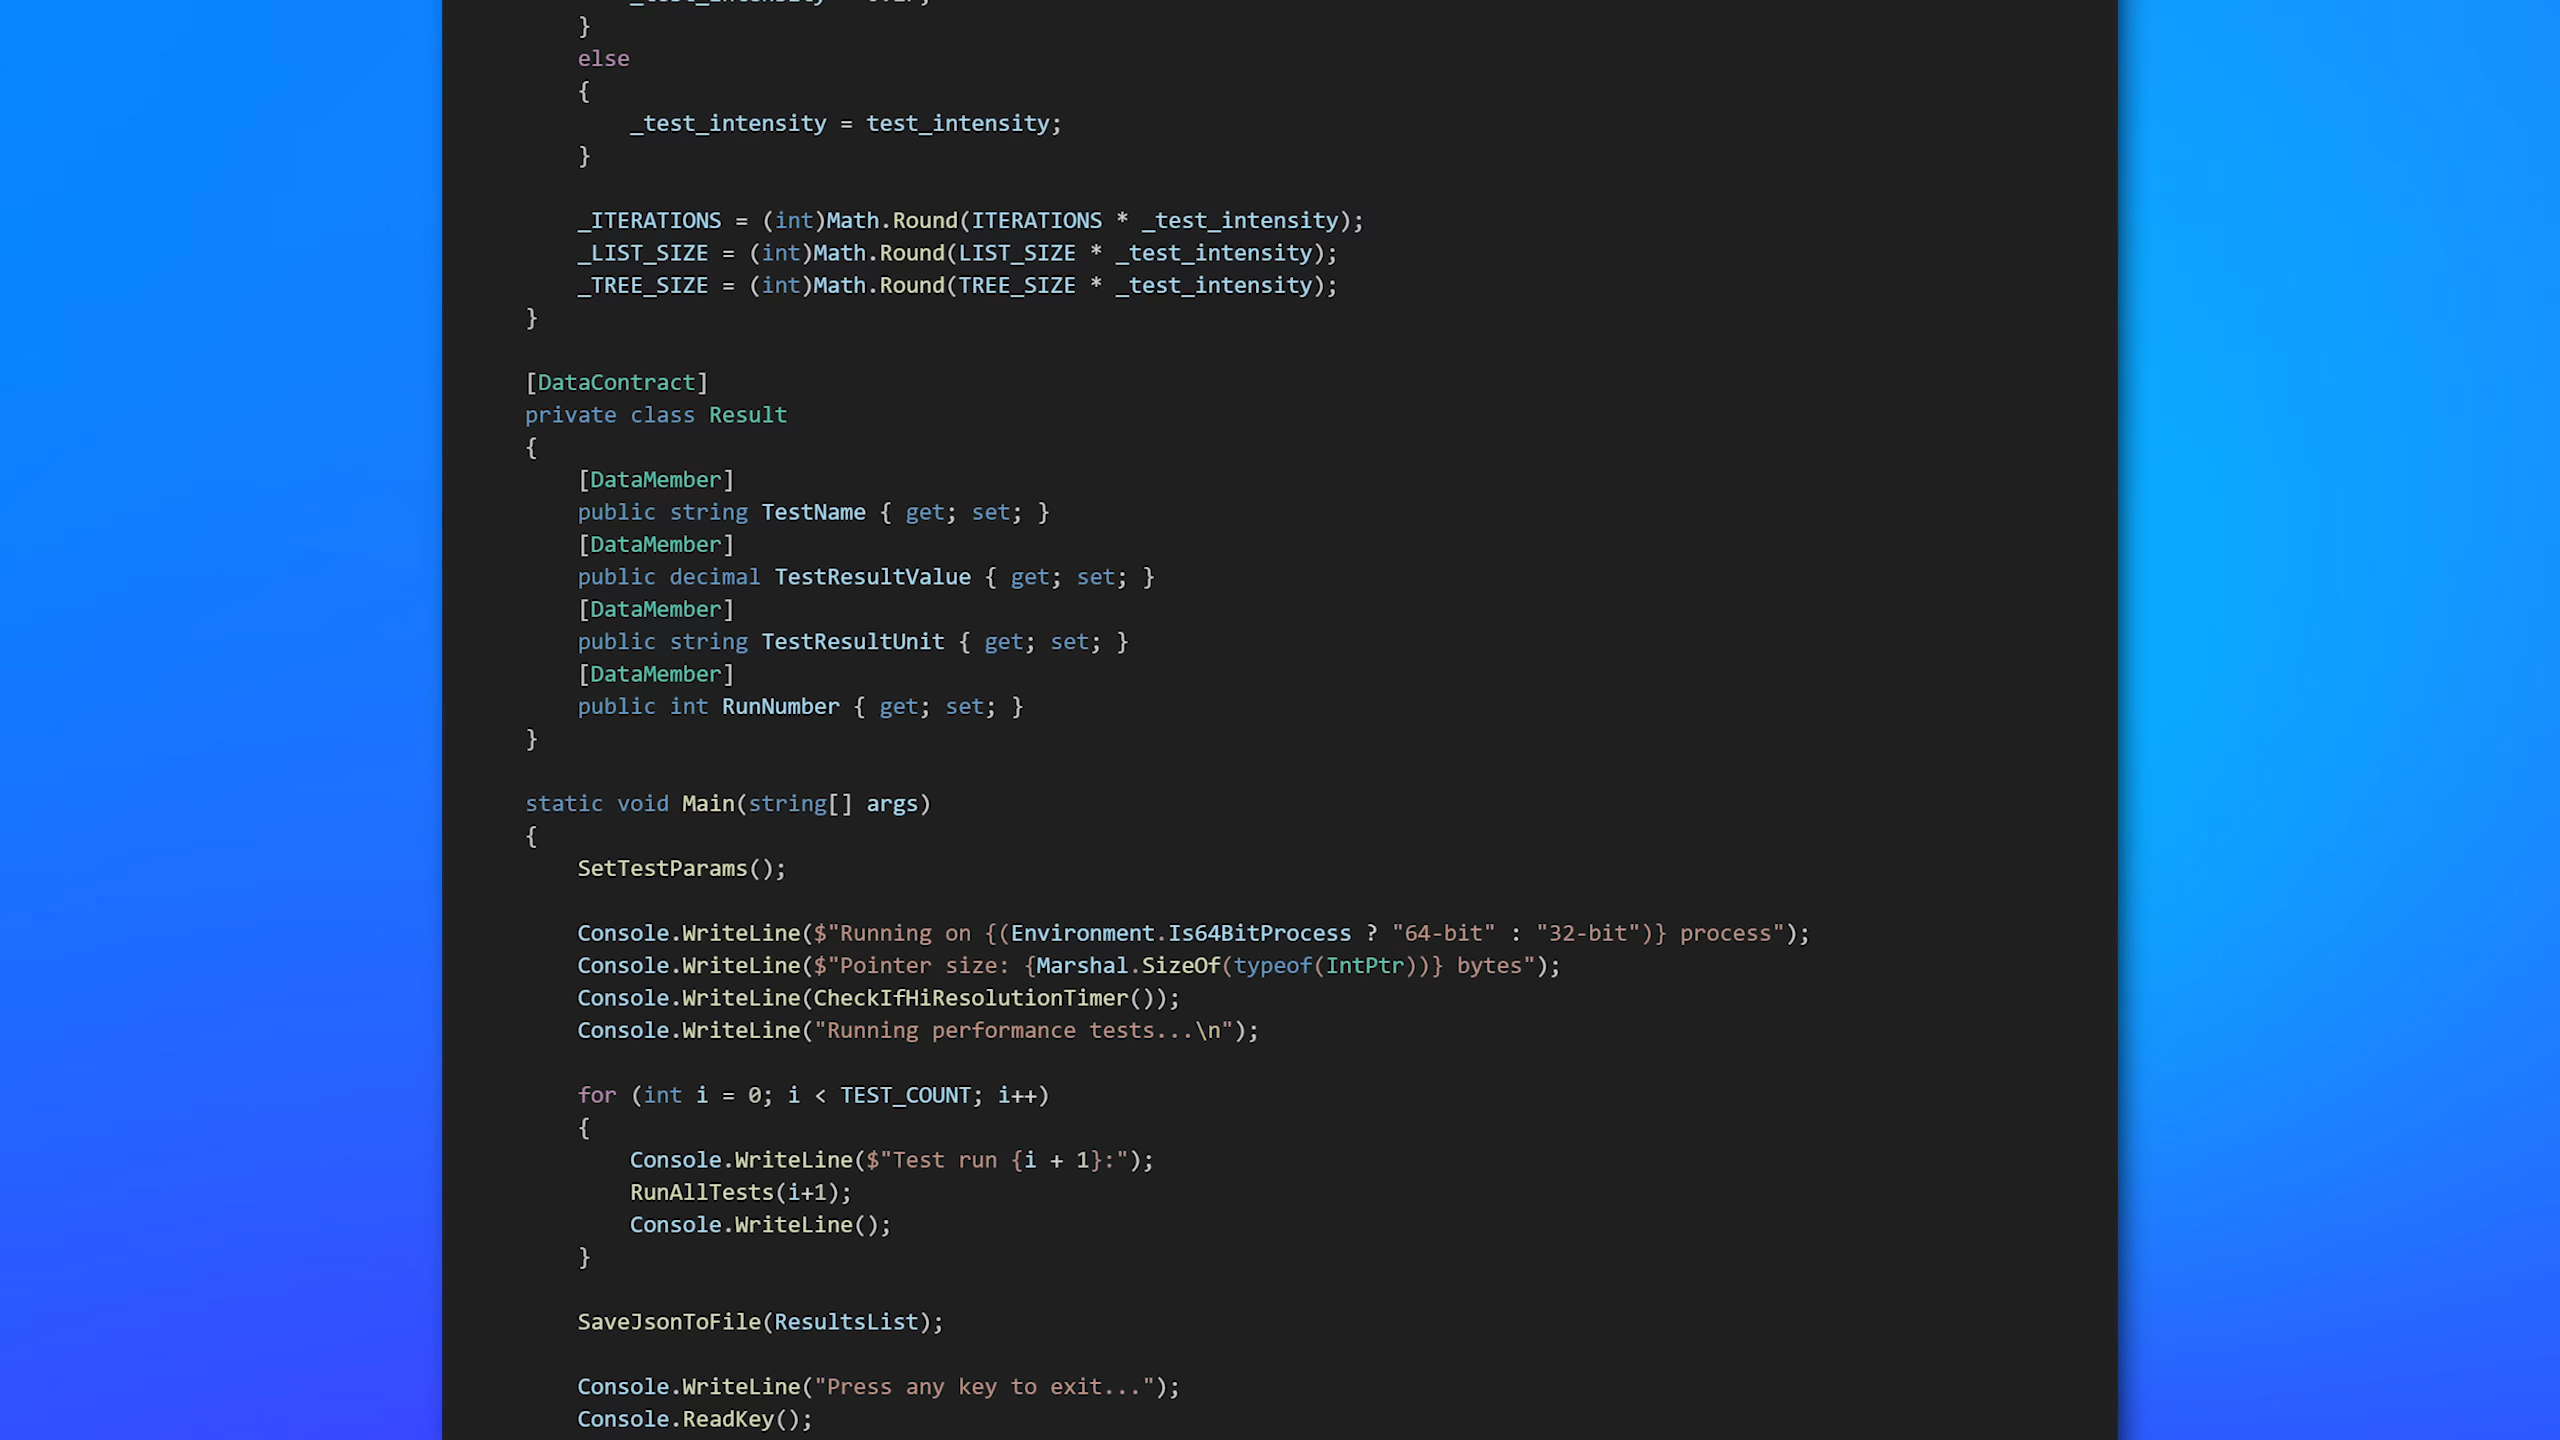 }
else
{
_test_intensity = test_intensity;
}
_ITERATIONS = (int)Math.Round(ITERATIONS * _test_intensity);
_LIST_SIZE = (int)Math.Round(LIST_SIZE * _test_intensity);
_TREE_SIZE = (int)Math.Round(TREE_SIZE * _test_intensity);
}
[DataContract]
private class Result
{
[DataMember]
public string TestName { get; set; }
[DataMember]
public decimal TestResultValue { get; set; }
[DataMember]
public string TestResultUnit { get; set; }
[DataMember]
public int RunNumber { get; set; }
}
static void Main(string[] args)
{
SetTestParams();
Console.WriteLine($"Running on {(Environment.Is64BitProcess ? "64-bit" : "32-bit")} process");
Console.WriteLine($"Pointer size: {Marshal.SizeOf(typeof(IntPtr))} bytes");
Console.WriteLine(CheckIfHiResolutionTimer());
Console.WriteLine("Running performance tests...\n");
for (int i = 0; i < TEST_COUNT; i++)
{
Console.WriteLine($"Test run {i + 1}:");
RunAllTests(i+1);
Console.WriteLine();
}
SaveJsonToFile(ResultsList);
Console.WriteLine("Press any key to exit...");
Console.ReadKey();